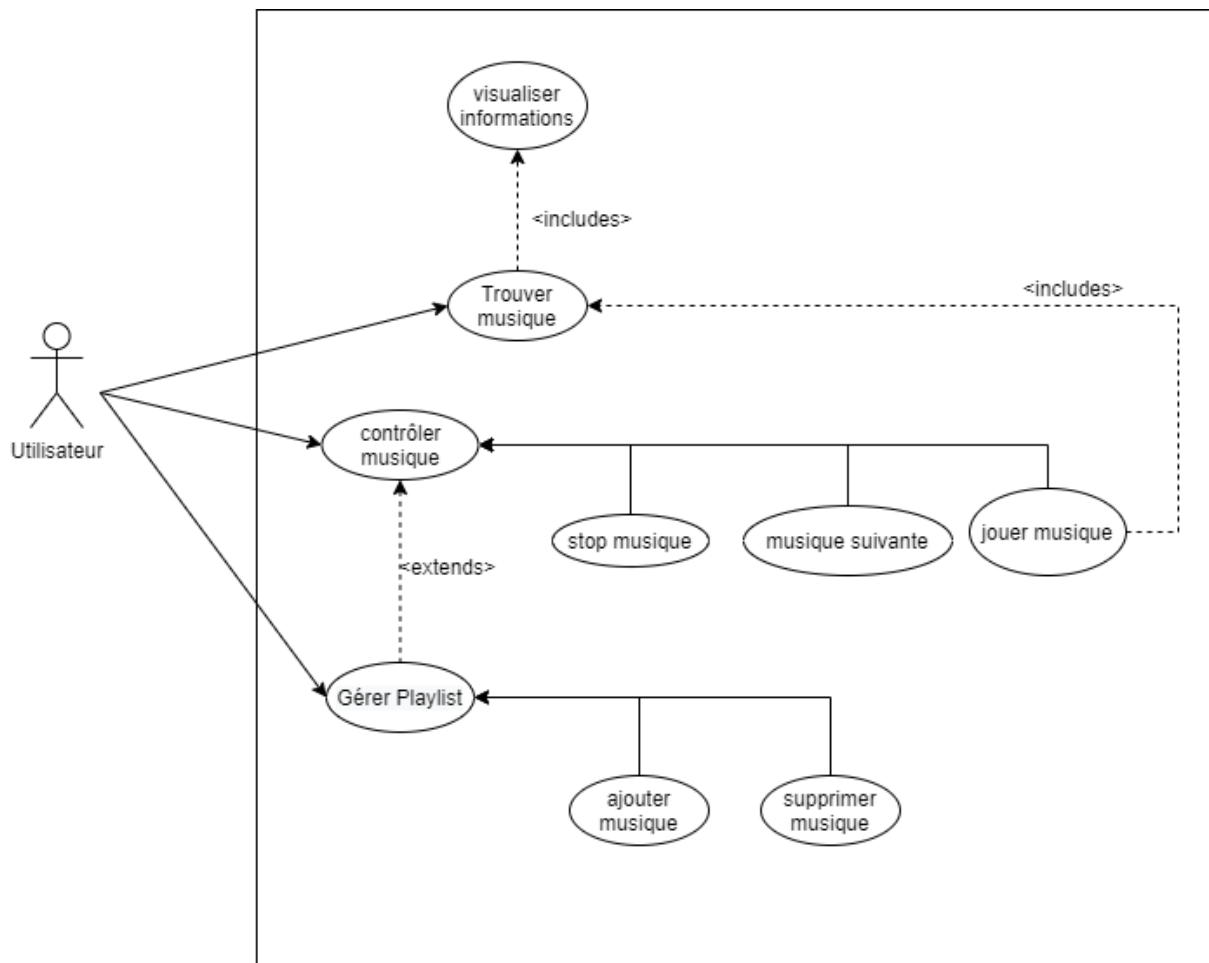 visualiser
informations
<includes>
Trouver
musique
<includes>
Utilisateur
contrôler
musique
stop musique
musique suivante
jouer musique
<extends>
Gérer Playlist
ajouter
musique
supprimer
musique